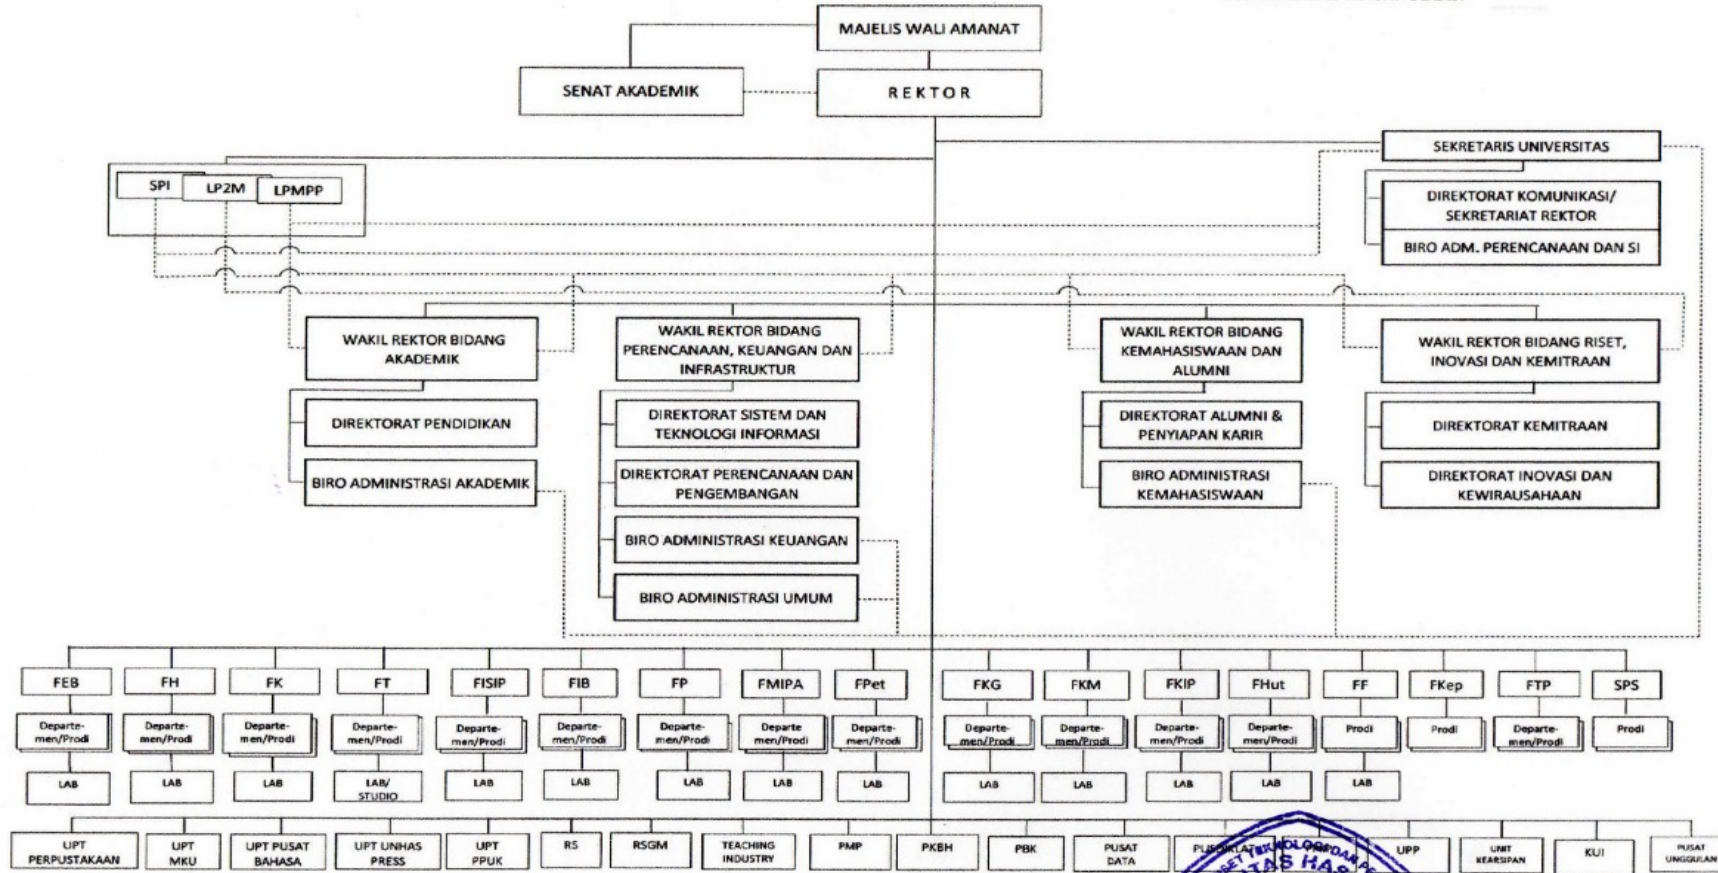 MAJELIS WALI AMANAT
SENAT AKADEMIK
REKTOR
SEKRETARIS UNIVERSITAS
SPI
LP2M
LPMPP
DIREKTORAT KOMUNIKASI/
SEKRETARIAT REKTOR
BIRO ADM. PERENCANAAN DAN SI
WAKIL REKTOR BIDANG
AKADEMIK
WAKIL REKTOR BIDANG
PERENCANAAN, KEUANGAN DAN
INFRASTRUKTUR
WAKIL REKTOR BIDANG
KEMAHASISWAAN DAN
ALUMNI
WAKIL REKTOR BIDANG RISET,
INOVASI DAN KEMITRAAN
DIREKTORAT PENDIDIKAN
DIREKTORAT SISTEM DAN
TEKNOLOGI INFORMASI
DIREKTORAT ALUMNI &
PENYIAPAN KARIR
DIREKTORAT KEMITRAAN
BIRO ADMINISTRASI AKADEMIK
DIREKTORAT PERENCANAAN DAN
PENGEMBANGAN
BIRO ADMINISTRASI
KEMAHASISWAAN
DIREKTORAT INOVASI DAN
KEWIRAUSAHAAN
BIRO ADMINISTRASI KEUANGAN
BIRO ADMINISTRASI UMUM
FEB
FH
FK
FT
FISIP
FIB
FP
FMIPA
FPet
FKG
FKM
FKIP
FHut
FF
FKep
FTP
SPS
Departe-
men/Prodi
Departe-
men/Prodi
Departe-
men/Prodi
Departe-
men/Prodi
Departe-
men/Prodi
Departe-
men/Prodi
Departe-
men/Prodi
Departe
men/Prodi
Departe-
men/Prodi
Departe-
men/Prodi
Departe-
men/Prodi
Departe-
men/Prodi
Departe-
men/Prodi
Prodi
Prodi
Departe-
men/Prodi
Prodi
LAB
LAB
LAB
LAB/
STUDIO
LAB
LAB
LAB
LAB
LAB
LAB
LAB
LAB
LAB
LAB
UPT
PERPUSTAKAAN
UPT
MKU
UPT PUSAT
BAHASA
UPT UNHAS
PRESS
UPT
PPUK
RS
RSGM
TEACHING
INDUSTRY
PMP
PKBH
PBK
PUSAT
DATA
PUSDIKLAT
UPP
UNIT
KEARSIPAN
KUI
PUSAT
UNGGULAN